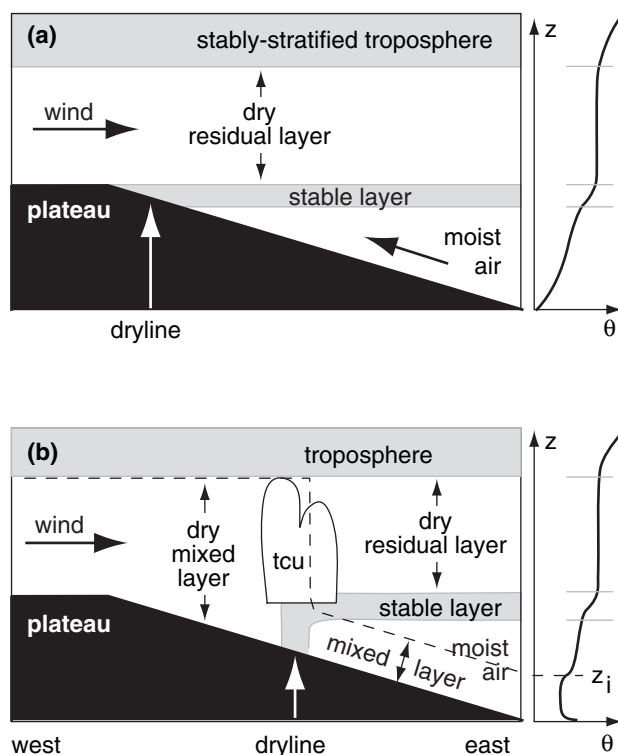 (a)
stably-stratified troposphere
z
wind
dry
residual layer
stable layer
plateau
moist
air
dryline
θ
(b)
troposphere
z
wind
dry
mixed
layer
tcu
dry
residual layer
stable layer
plateau
mixed layer
moist
air
zi
west
dryline
east
θ